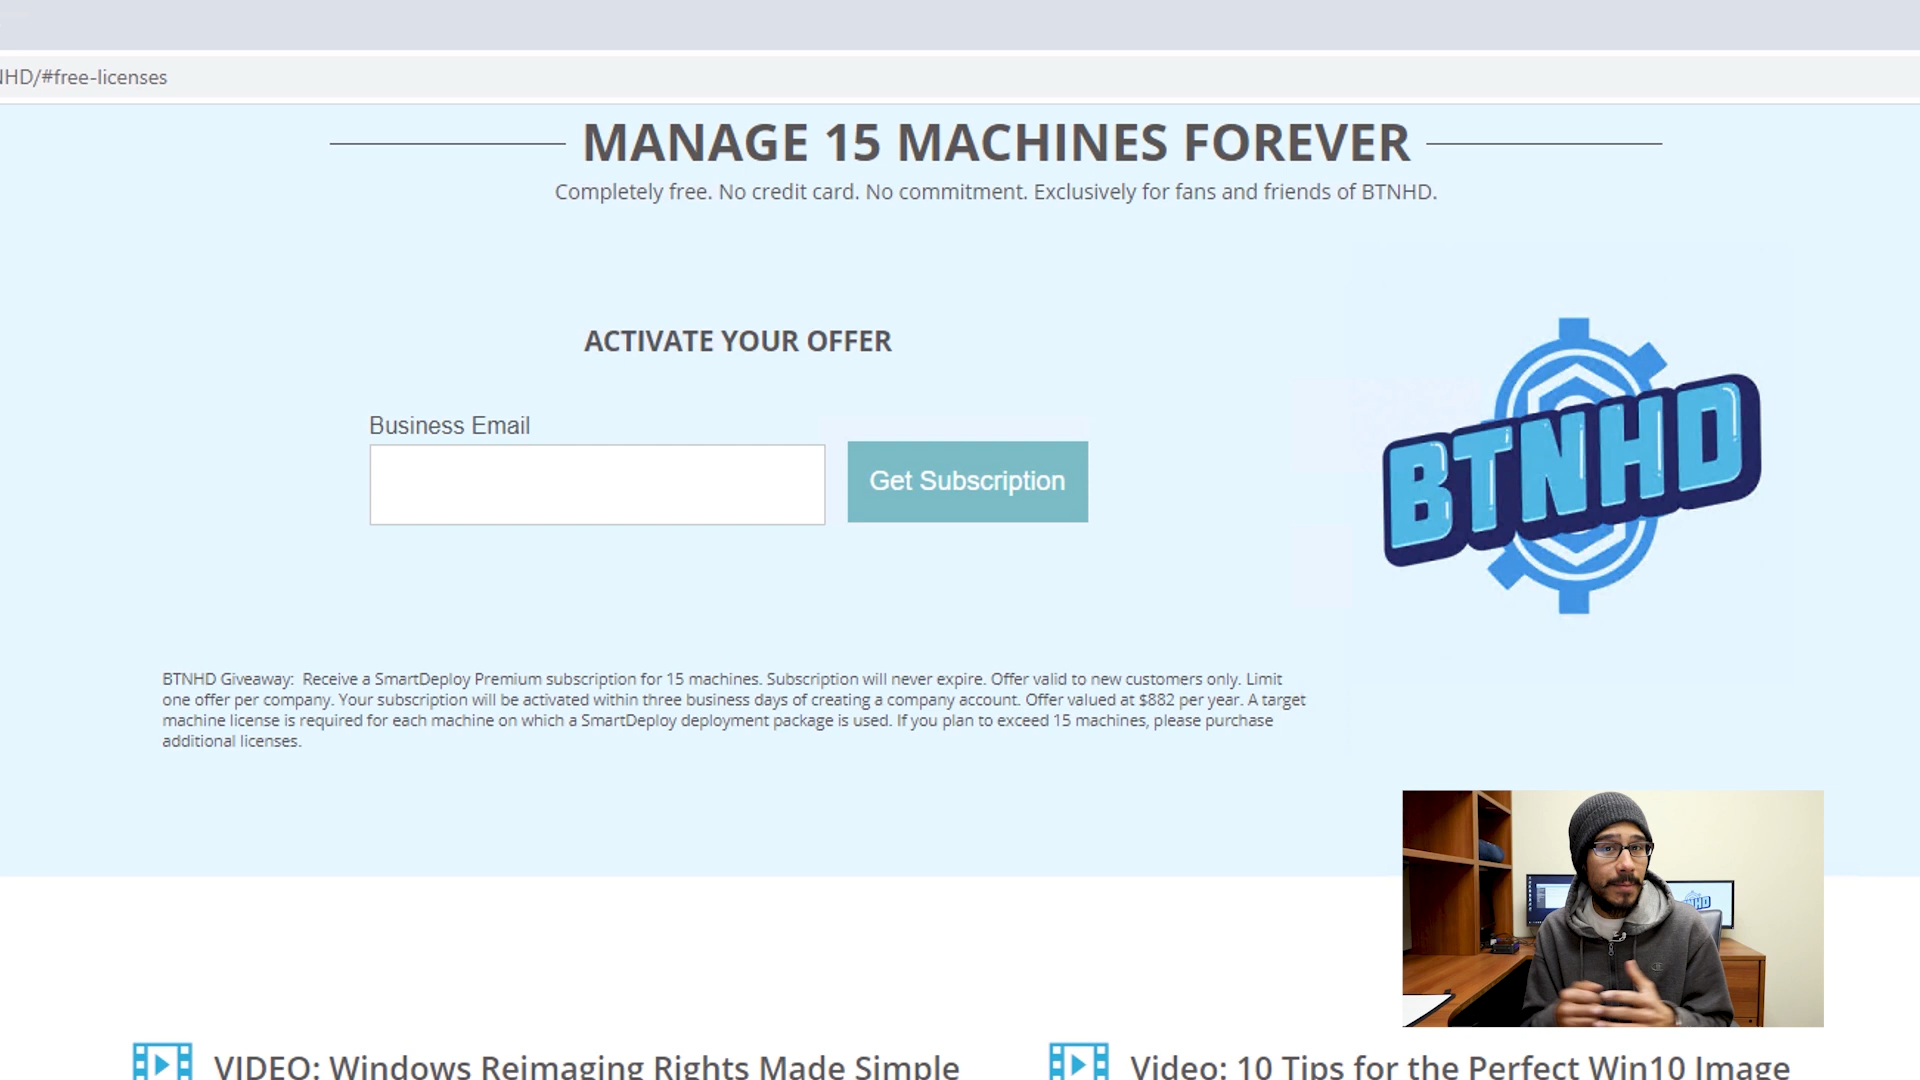 HD/#free-licenses
MANAGE 15 MACHINES FOREVER
Completely free. No credit card. No commitment. Exclusively for fans and friends of BTNHD.
ACTIVATE YOUR OFFER
Business Email
Get Subscription
BTNHD
BTNHD Giveaway: Receive a SmartDeploy Premium subscription for 15 machines. Subscription will never expire. Offer valid to new customers only. Limit
one offer per company. Your subscription will be activated within three business days of creating a company account. Offer valued at $882 per year. A target
machine license is required for each machine on which a SmartDeploy deployment package is used. If you plan to exceed 15 machines, please purchase
additional licenses.
VIDEO: Windows Reimaging Rights Made Simple
Video: 10 Tips for the Perfect Win10 Image